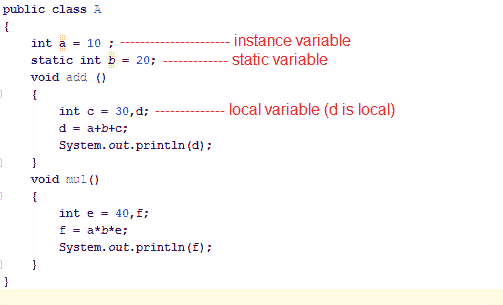 public class A
{
int a = 10 ; ---------------------- instance variable
static int b = 20; ------------- static variable
void add ()
{
int c = 30,d; -------------- local variable (d is local)
d = a+b+c;
System.out.println(d);
}
void mul()
{
int e = 40,f;
f = a*b*e;
System.out.println(f);
}
}